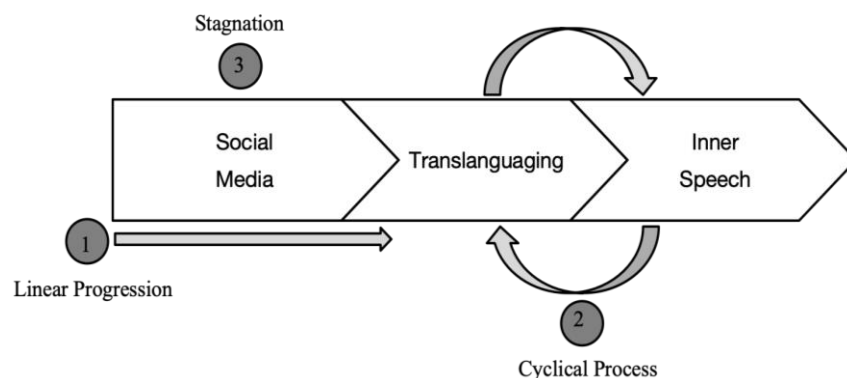 Stagnation
3
Social
Media
Translanguaging
Inner
Speech
1
Linear Progression
2
Cyclical Process